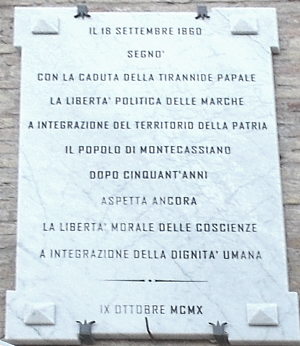 IL 18 SETTEMBRE 1860
SEGNO'
CON LA CADUTA DELLA TIRANNIDE PAPALE
LA LIBERTA' POLITICA DELLE MARCHE
A INTEGRAZIONE DEL TERRITORIO DELLA PATRIA
IL POPOLO DI MONTECASSIANO
DOPO CINQUANT'ANNI
ASPETTA ANCORA
LA LIBERTA' MORALE DELLE COSCIENZE
A INTEGRAZIONE DELLA DIGNITA' UMANA
IX OTTOBRE MCMX